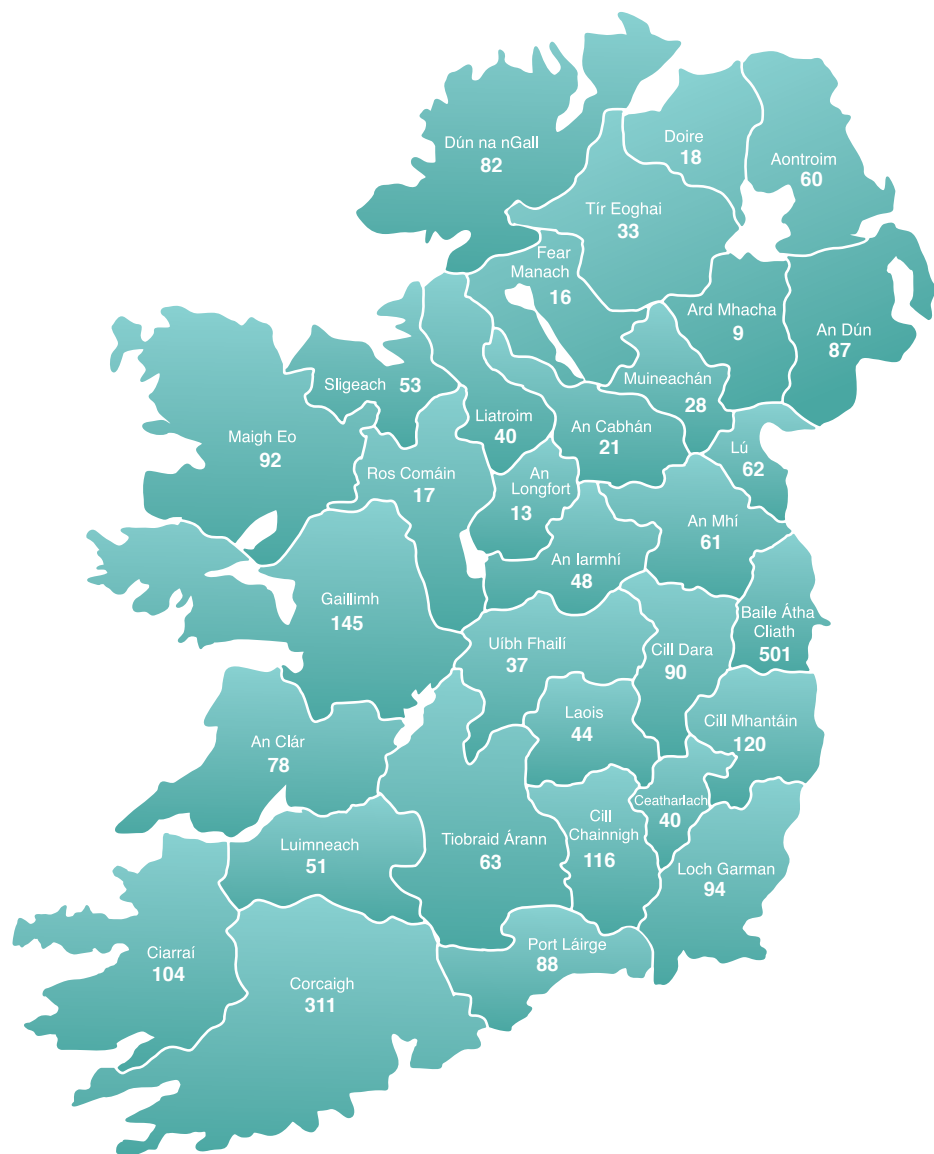 Dún na nGall
82
Doire
18
Aontroim
60
Tír Eoghai
33
Fear
Manach
16
Ard Mhacha
9
An Dún
87
Sligeach 53
Muineachán
28
Liatroim
40
An Cabhán
21
Maigh Eo
92
Lú
62
Ros Comáin
17
An
Longfort
13
An Mhí
61
An Iarmhí
48
Gaillimh
145
Baile Átha
Cliath
501
Uíbh Fhailí
37
Cill Dara
90
Laois
44
Cill Mhantáin
120
An Clár
78
Ceatharlach
40
Cill
Chainnigh
116
Luimneach
51
Tiobraid Árann
63
Loch Garman
94
Port Láirge
88
Ciarraí
104
Corcaigh
311